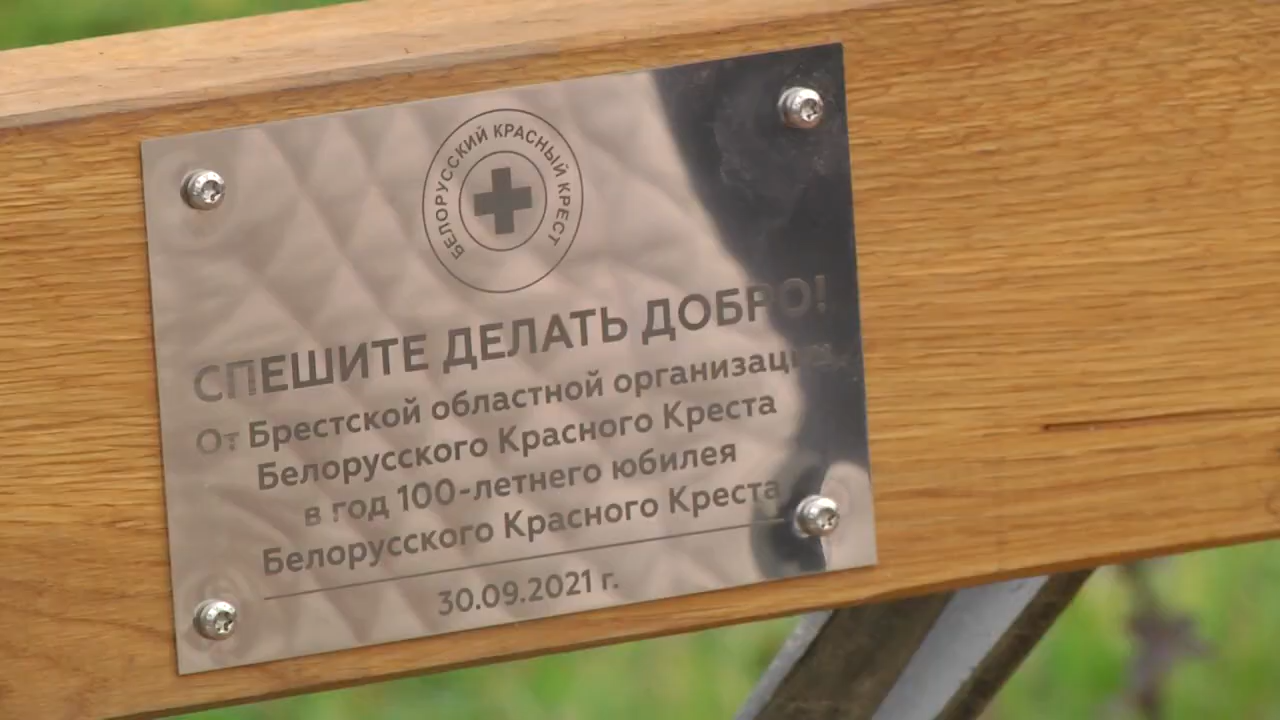 БЕЛОРУССКИЙ КРАСНЫЙ КРЕСТ
СПЕШИТЕ ДЕЛАТЬ ДОБРО!
От Брестской областной организации
Белорусского Красного Креста
в год 100-летнего юбилея
Белорусского Красного Креста
30.09.2021 г.